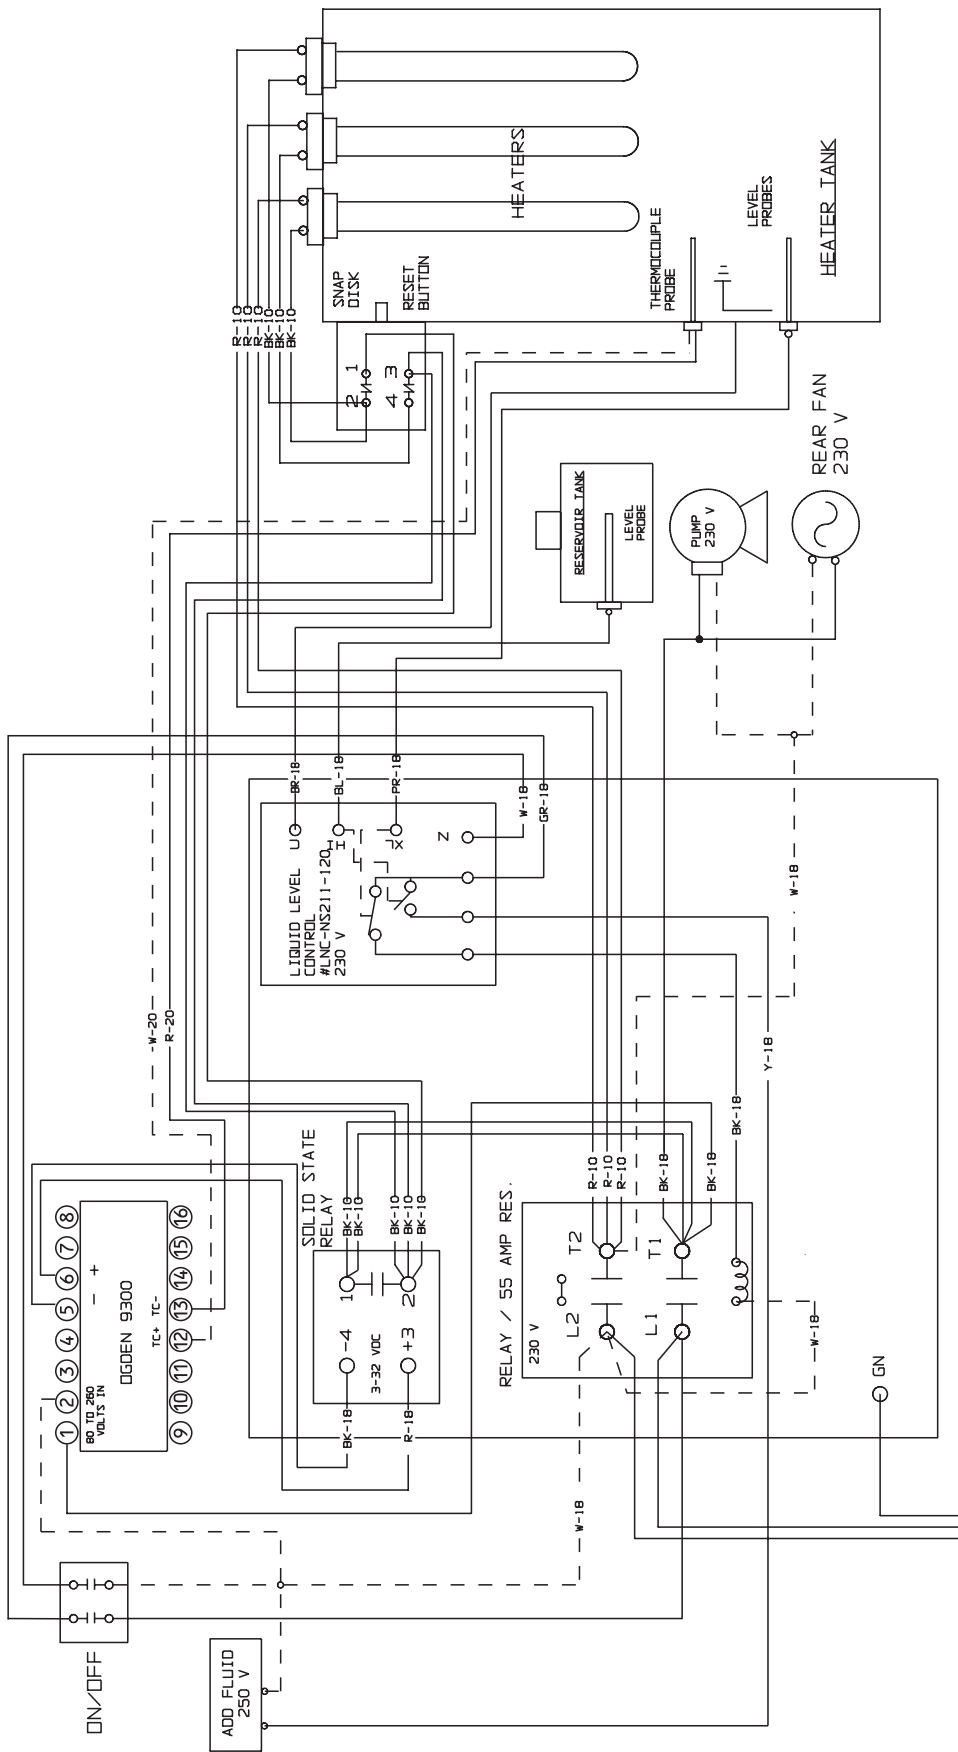 R-10
R-10
R-10
BK-10
BK-10
BK-10
SNAP
DISK
RESET
BUTTON
1
2
3
4
HEATERS
THERMOCOUPLE
PROBE
LEVEL
PROBES
HEATER TANK
RESERVOIR TANK
LEVEL
PROBE
PUMP
230 V
REAR FAN
230 V
BR-18
BL-18
PR-18
W-18
GR-18
U
H
X
Z
LIQUID LEVEL
CONTROL
#LNC-NS211-120
230 V
W-18
W-20
R-20
Y-18
BK-18
SOLID STATE
RELAY
BK-10
BK-10
BK-10
BK-10
BK-10
1
2
-4
+3
3-32 VDC
BK-18
R-18
1
2
3
4
5
6
7
8
- +
80 TO 260
VOLTS IN
OGDEN 9300
TC+ TC-
9
10
11
12
13
14
15
16
R-10
R-10
R-10
BK-18
BK-18
RELAY / 55 AMP RES.
230 V
T2
T1
L2
L1
W-18
W-18
GN
ON/OFF
ADD FLUID
250 V